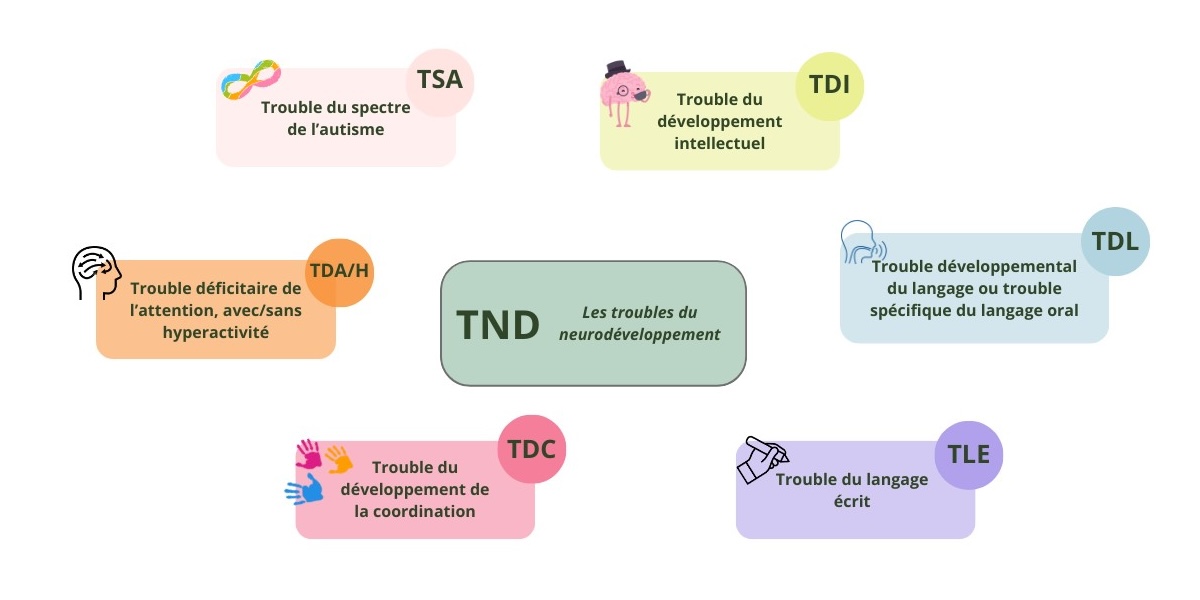 TSA
Trouble du spectre
de l’autisme
TDI
Trouble du
développement
intellectuel
TDA/H
Trouble déficitaire de
l’attention, avec/sans
hyperactivité
TND
Les troubles du
neurodéveloppement
TDL
Trouble développemental
du langage ou trouble
spécifique du langage oral
TDC
Trouble du
développement de
la coordination
TLE
Trouble du langage
écrit